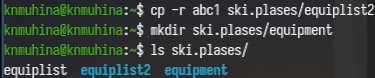 knmuhina@knmuhina:~$ cp -r abc1 ski.plases/equiplist2
knmuhina@knmuhina:~$ mkdir ski.plases/equipment
knmuhina@knmuhina:~$ ls ski.plases/
equiplist equiplist2 equipment